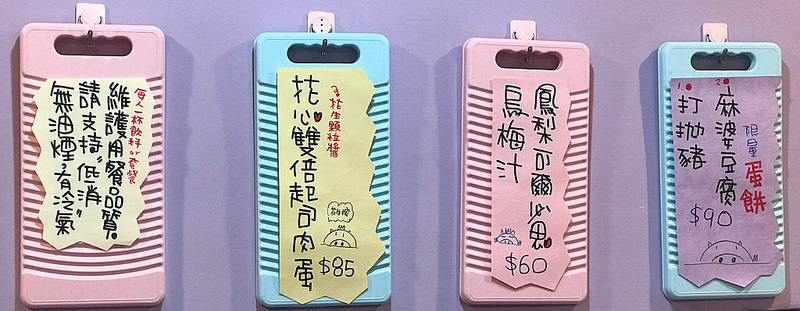 每人一杯飲料or套餐
維護用餐品質
請支持"低消"
無油煙有冷氣
花生顆粒醬
花心雙倍起司肉蛋
$85
鳳梨可爾必思
烏梅汁
$60
限量
蛋餅
2.麻婆豆腐
1.打拋豬
$90